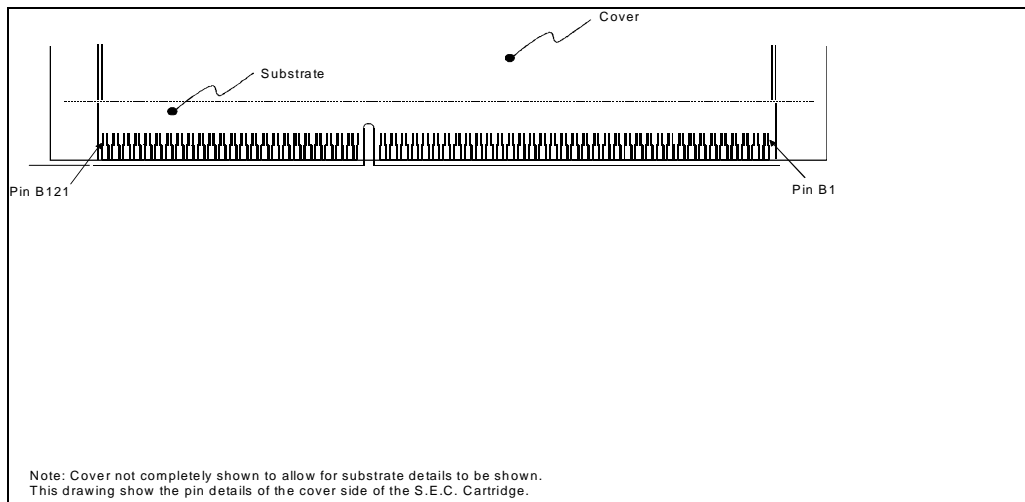 Cover
Substrate
Pin B121
Pin B1
Note: Cover not completely shown to allow for substrate details to be shown.
This drawing show the pin details of the cover side of the S.E.C. Cartridge.